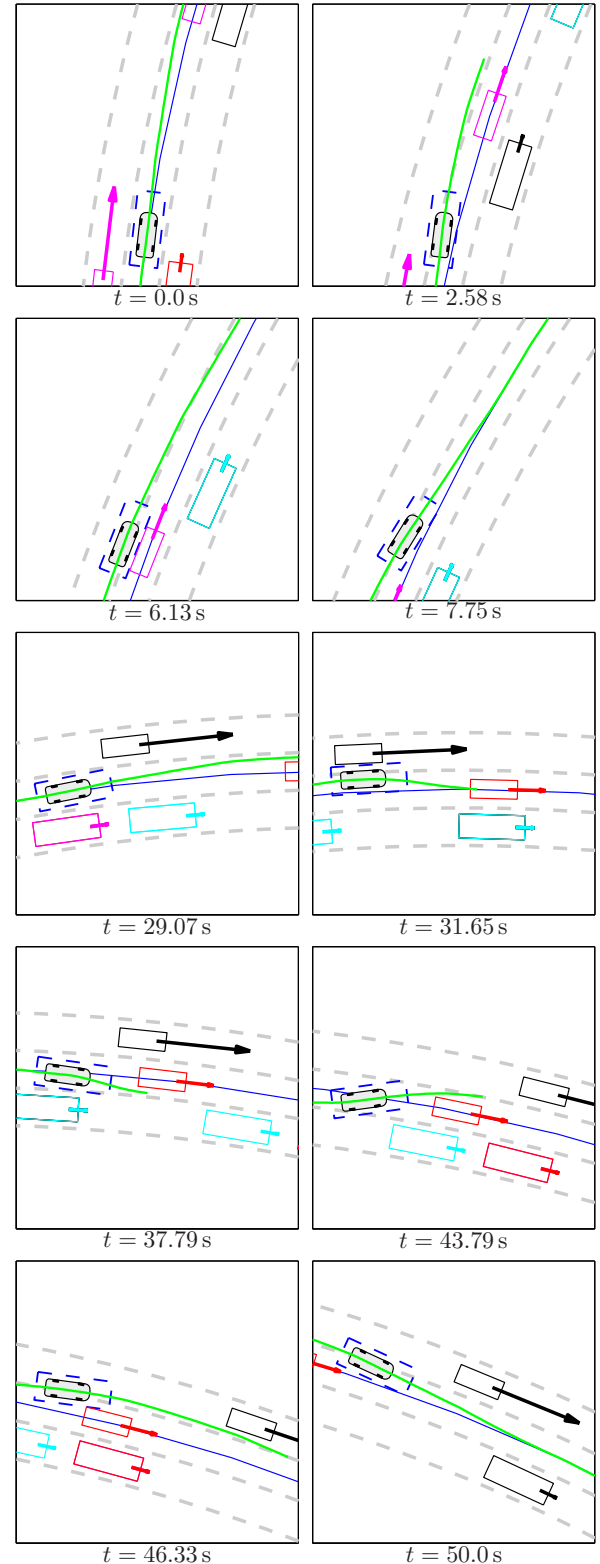 t = 0.0 s
t = 2.58 s
t = 6.13 s
t = 7.75 s
t = 29.07 s
t = 31.65 s
t = 37.79 s
t = 43.79 s
t = 46.33 s
t = 50.0 s